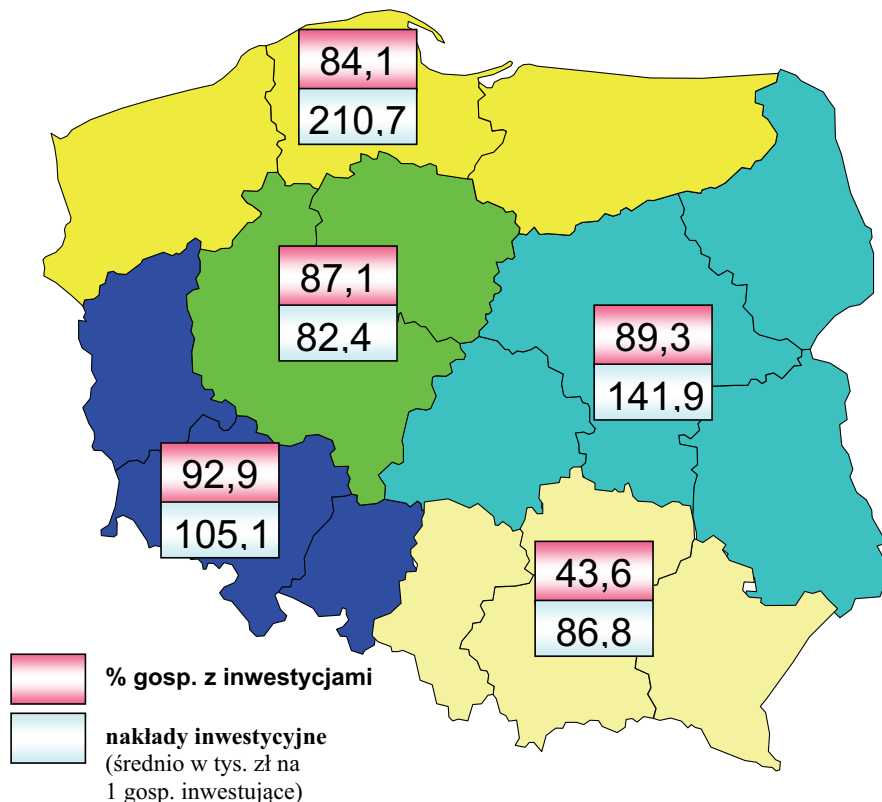 84,1
210,7
87,1
82,4
89,3
141,9
92,9
105,1
43,6
86,8
% gosp. z inwestycjami
nakłady inwestycyjne
(średnio w tys. zł na
1 gosp. inwestujące)